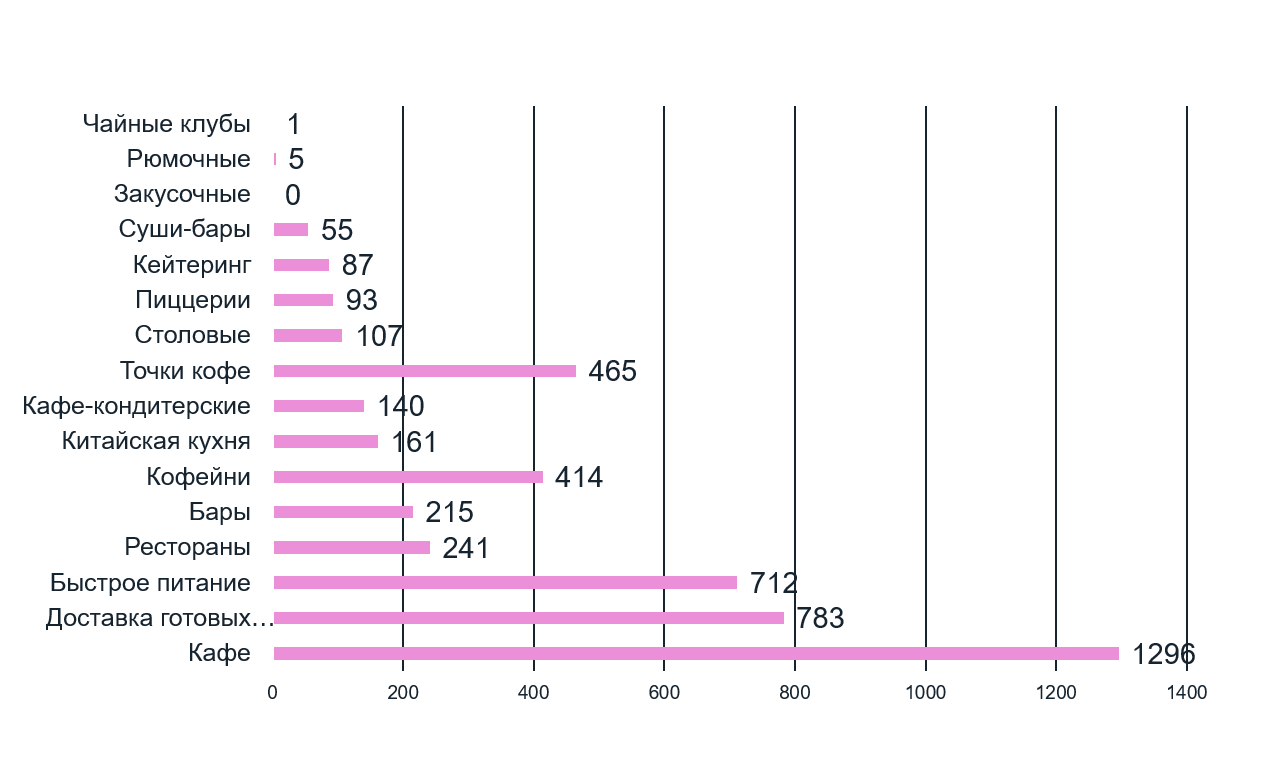 Чайные клубы 1
Рюмочные 5
Закусочные 0
Суши-бары 55
Кейтеринг 87
Пиццерии 93
Столовые 107
Точки кофе 465
Кафе-кондитерские 140
Китайская кухня 161
Кофейни 414
Бары 215
Рестораны 241
Быстрое питание 712
Доставка готовых… 783
Кафе 1296
0 200 400 600 800 1000 1200 1400